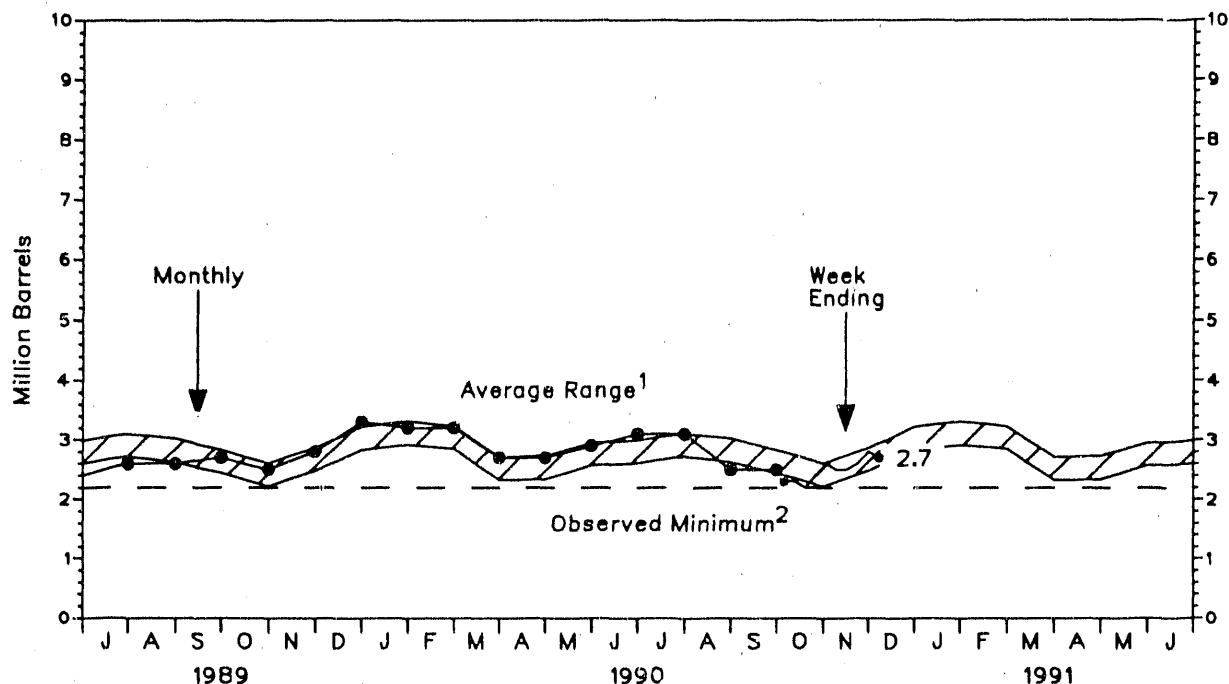 10
9
8
7
6
5
4
3
2
1
0
Million Barrels
Monthly
Average Range1
Week
Ending
2.7
Observed Minimum2
10
9
8
7
6
5
4
3
2
1
0
J A S O N D J F M A M J J A S O N D J F M A M J
1989 1990 1991